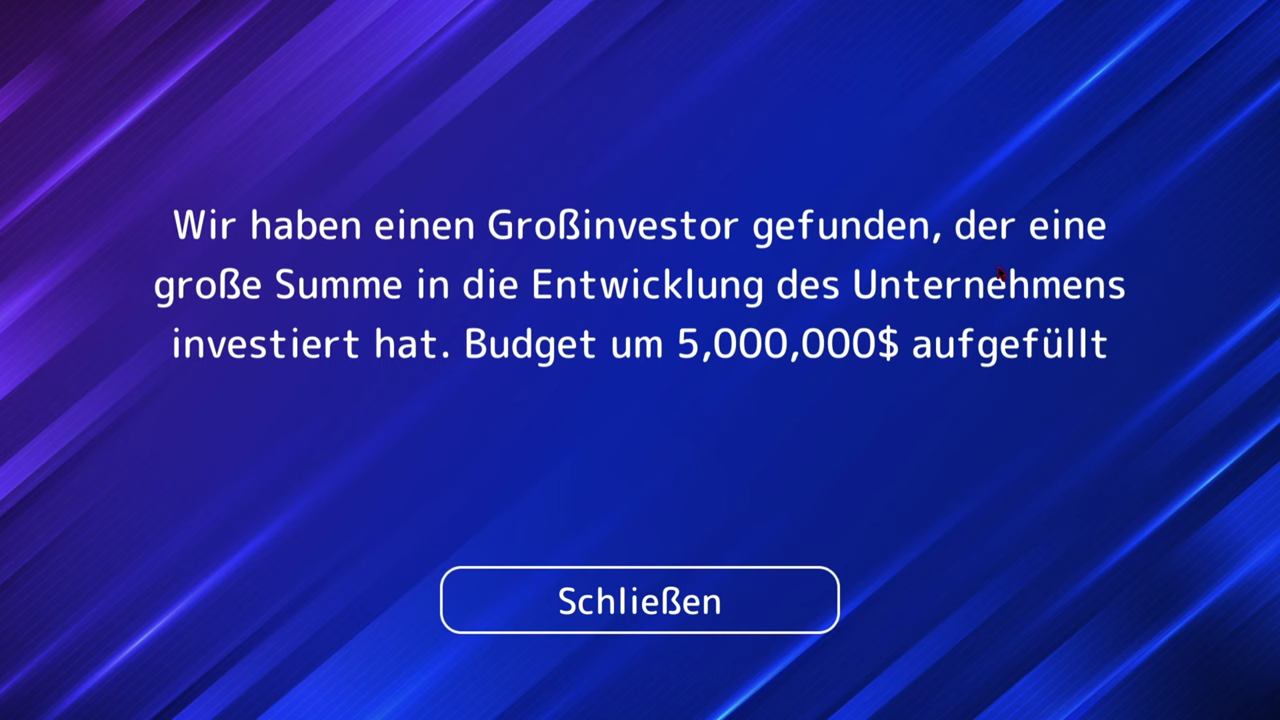 Wir haben einen Großinvestor gefunden, der eine
große Summe in die Entwicklung des Unternehmens
investiert hat. Budget um 5,000,000$ aufgefüllt
Schließen